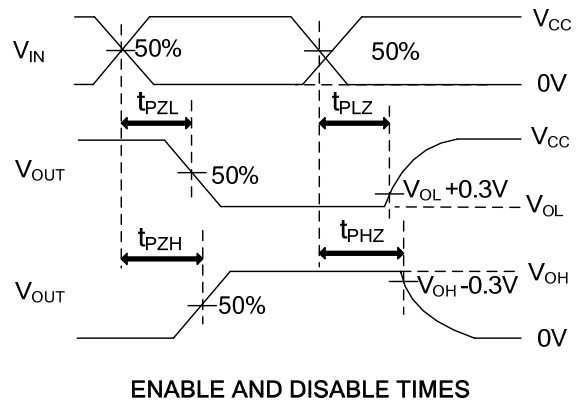 V_CC
V_IN 50% 50%
0V
t_PZL t_PLZ
V_CC
V_OUT 50% V_OL +0.3V
V_OL
t_PZH t_PHZ
V_OH
V_OUT 50% V_OH -0.3V
0V
ENABLE AND DISABLE TIMES